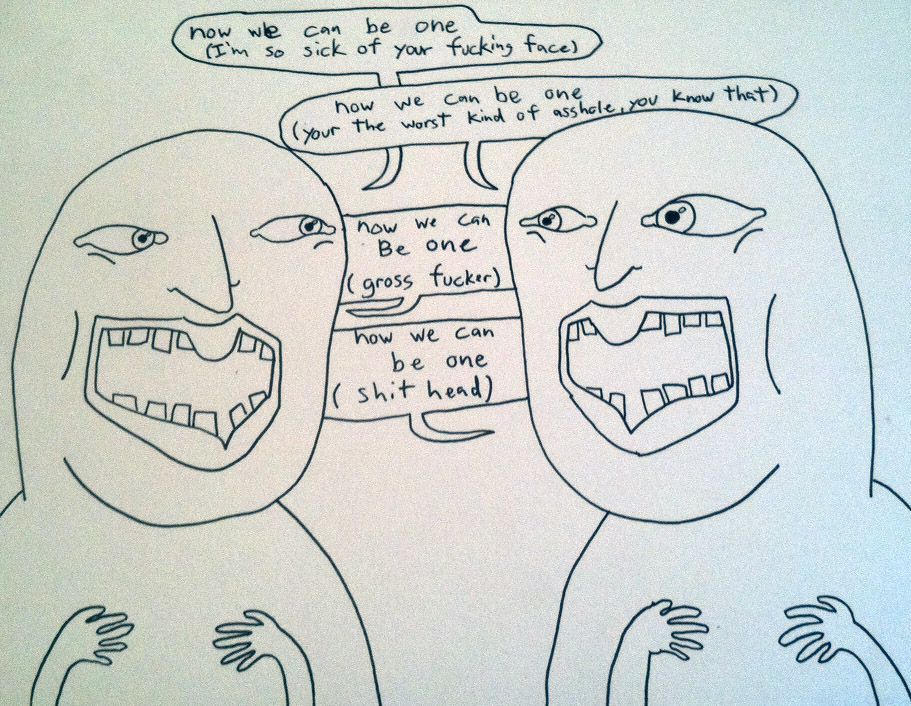 now we can be one
(I'm so sick of your fucking face)
now we can be one
(your the worst kind of asshole, you know that)
now we can
Be one
(gross fucker)
now we can
be one
(shit head)